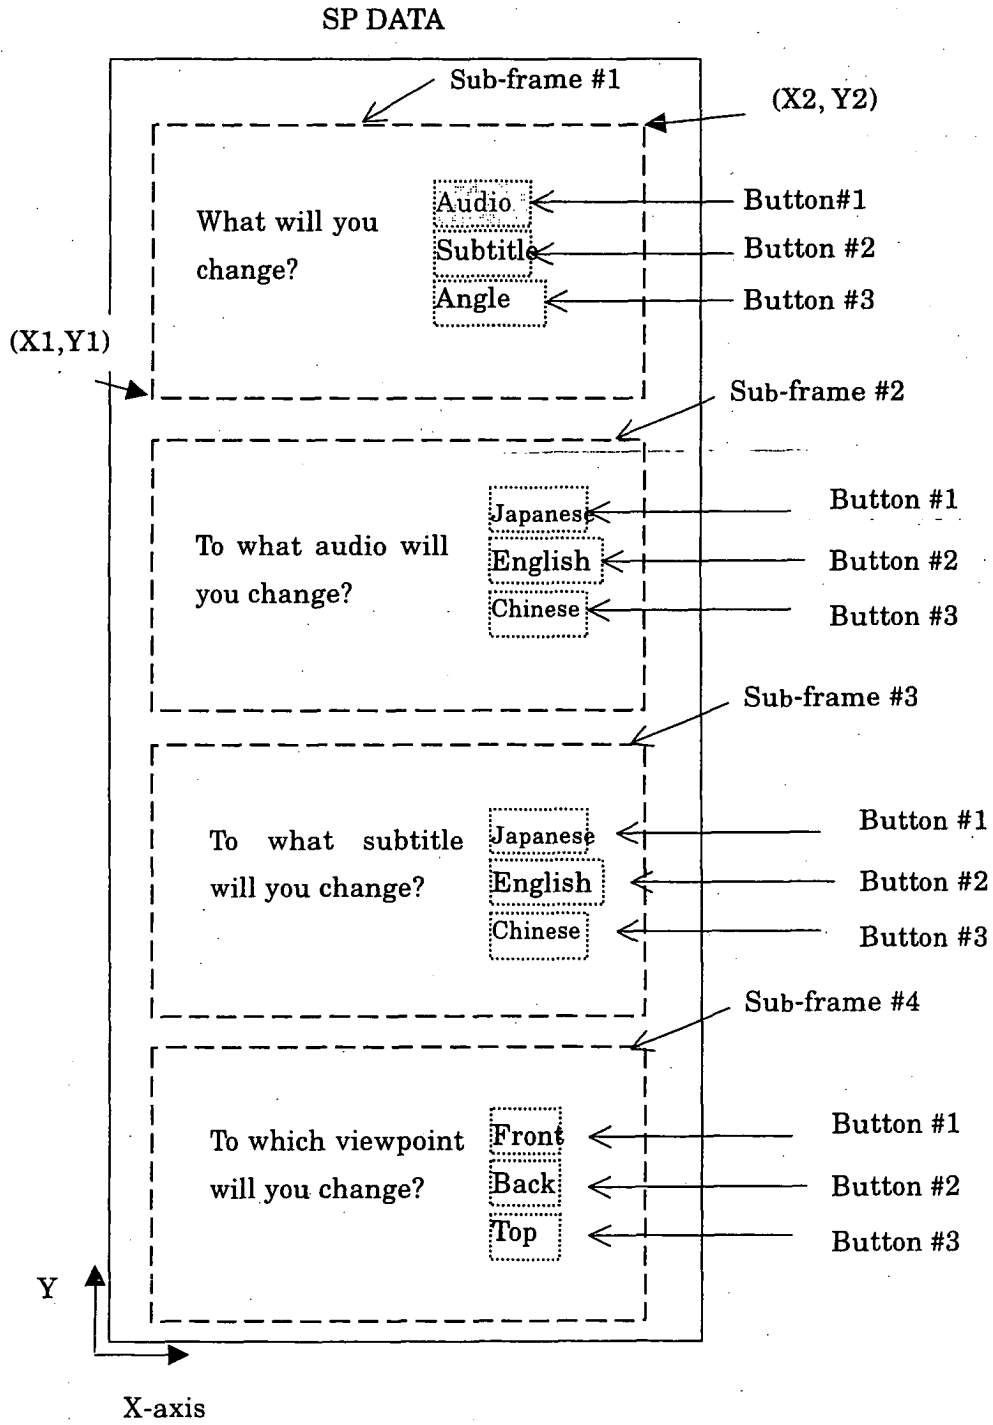 SP DATA
Sub-frame #1
(X2, Y2)
What will you
change?
Audio
Subtitle
Angle
Button#1
Button #2
Button #3
(X1,Y1)
Sub-frame #2
To what audio will
you change?
Japanese
English
Chinese
Button #1
Button #2
Button #3
Sub-frame #3
To what subtitle
will you change?
Japanese
English
Chinese
Button #1
Button #2
Button #3
Sub-frame #4
To which viewpoint
will you change?
Front
Back
Top
Button #1
Button #2
Button #3
Y
X-axis